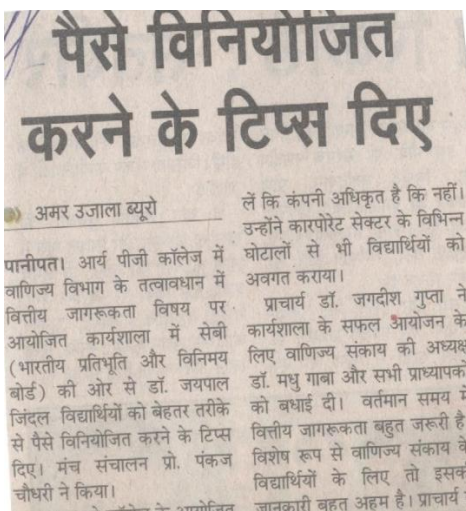 पैसे विनियोजित
करने के टिप्स दिए
अमर उजाला ब्यूरो
पानीपत। आर्य पीजी कॉलेज में
वाणिज्य विभाग के तत्वावधान में
वित्तीय जागरूकता विषय पर
आयोजित कार्यशाला में सेबी
(भारतीय प्रतिभूति और विनिमय
बोर्ड) की ओर से डॉ. जयपाल
जिंदल विद्यार्थियों को बेहतर तरीके
से पैसे विनियोजित करने के टिप्स
दिए। मंच संचालन प्रो. पंकज
चौधरी ने किया।
लें कि कंपनी अधिकृत है कि नहीं।
उन्होंने कारपोरेट सेक्टर के विभिन्न
घोटालों से भी विद्यार्थियों को
अवगत कराया।
प्राचार्य डॉ. जगदीश गुप्ता ने
कार्यशाला के सफल आयोजन के
लिए वाणिज्य संकाय की अध्यक्ष
डॉ. मधु गाबा और सभी प्राध्यापकों
को बधाई दी। वर्तमान समय में
वित्तीय जागरूकता बहुत जरूरी है
विशेष रूप से वाणिज्य संकाय के
विद्यार्थियों के लिए तो इसक
जानकारी बहुत अहम है। प्राचार्य